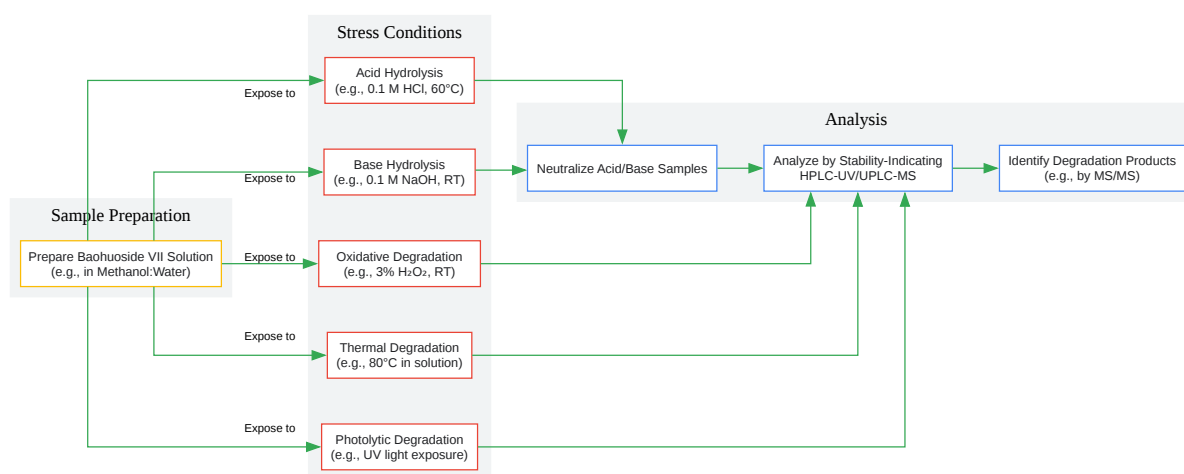 Stress Conditions
Acid Hydrolysis
(e.g., 0.1 M HCl, 60°C)
Expose to
Analysis
Base Hydrolysis
(e.g., 0.1 M NaOH, RT)
Expose to
Neutralize Acid/Base Samples
Analyze by Stability-Indicating
HPLC-UV/UPLC-MS
Identify Degradation Products
(e.g., by MS/MS)
Sample Preparation
Prepare Baohuoside VII Solution
(e.g., in Methanol:Water)
Expose to
Oxidative Degradation
(e.g., 3% H₂O₂, RT)
Expose to
Thermal Degradation
(e.g., 80°C in solution)
Expose to
Photolytic Degradation
(e.g., UV light exposure)